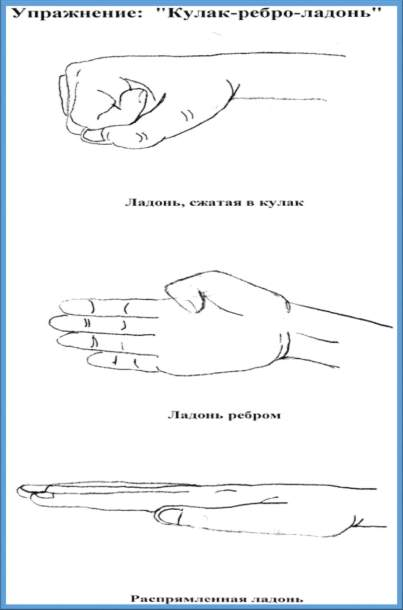 Упражнение: "Кулак-ребро-ладонь"
Ладонь, сжатая в кулак
Ладонь ребром
Распрямленная ладонь